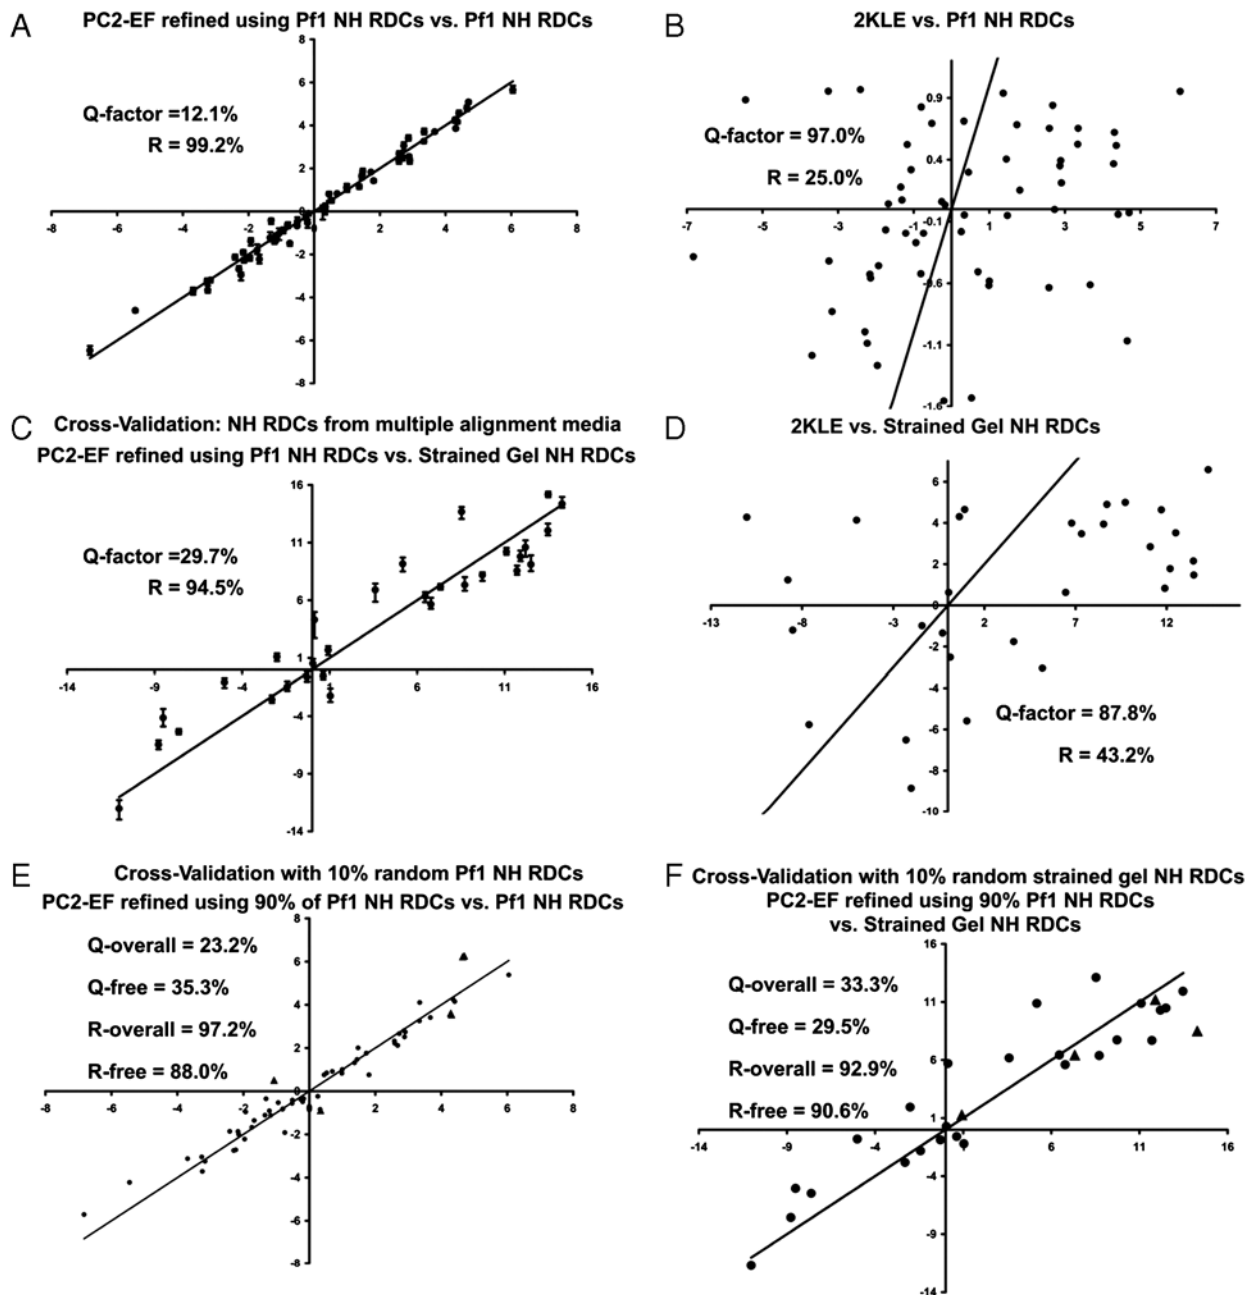 A
PC2-EF refined using Pf1 NH RDCs vs. Pf1 NH RDCs
Q-factor =12.1%
R = 99.2%
8
6
4
2
0
-8
-6
-4
-2
0
2
4
6
8
-2
-4
-6
-8
B
2KLE vs. Pf1 NH RDCs
Q-factor = 97.0%
R = 25.0%
0.9
0.4
-0.1
-7
-5
-3
-1
1
3
5
7
-0.6
-1.1
-1.6
C
Cross-Validation: NH RDCs from multiple alignment media
PC2-EF refined using Pf1 NH RDCs vs. Strained Gel NH RDCs
Q-factor =29.7%
R = 94.5%
16
11
6
1
-14
-9
-4
1
6
11
16
-4
-9
-14
D
2KLE vs. Strained Gel NH RDCs
6
4
2
0
-13
-8
-3
2
7
12
-2
-4
-6
-8
-10
Q-factor = 87.8%
R = 43.2%
E
Cross-Validation with 10% random Pf1 NH RDCs
PC2-EF refined using 90% of Pf1 NH RDCs vs. Pf1 NH RDCs
Q-overall = 23.2%
Q-free = 35.3%
R-overall = 97.2%
R-free = 88.0%
8
6
4
2
0
-8
-6
-4
-2
0
2
4
6
8
-2
-4
-6
-8
F
Cross-Validation with 10% random strained gel NH RDCs
PC2-EF refined using 90% Pf1 NH RDCs
vs. Strained Gel NH RDCs
Q-overall = 33.3%
Q-free = 29.5%
R-overall = 92.9%
R-free = 90.6%
16
11
6
1
-14
-9
-4
1
6
11
16
-4
-9
-14